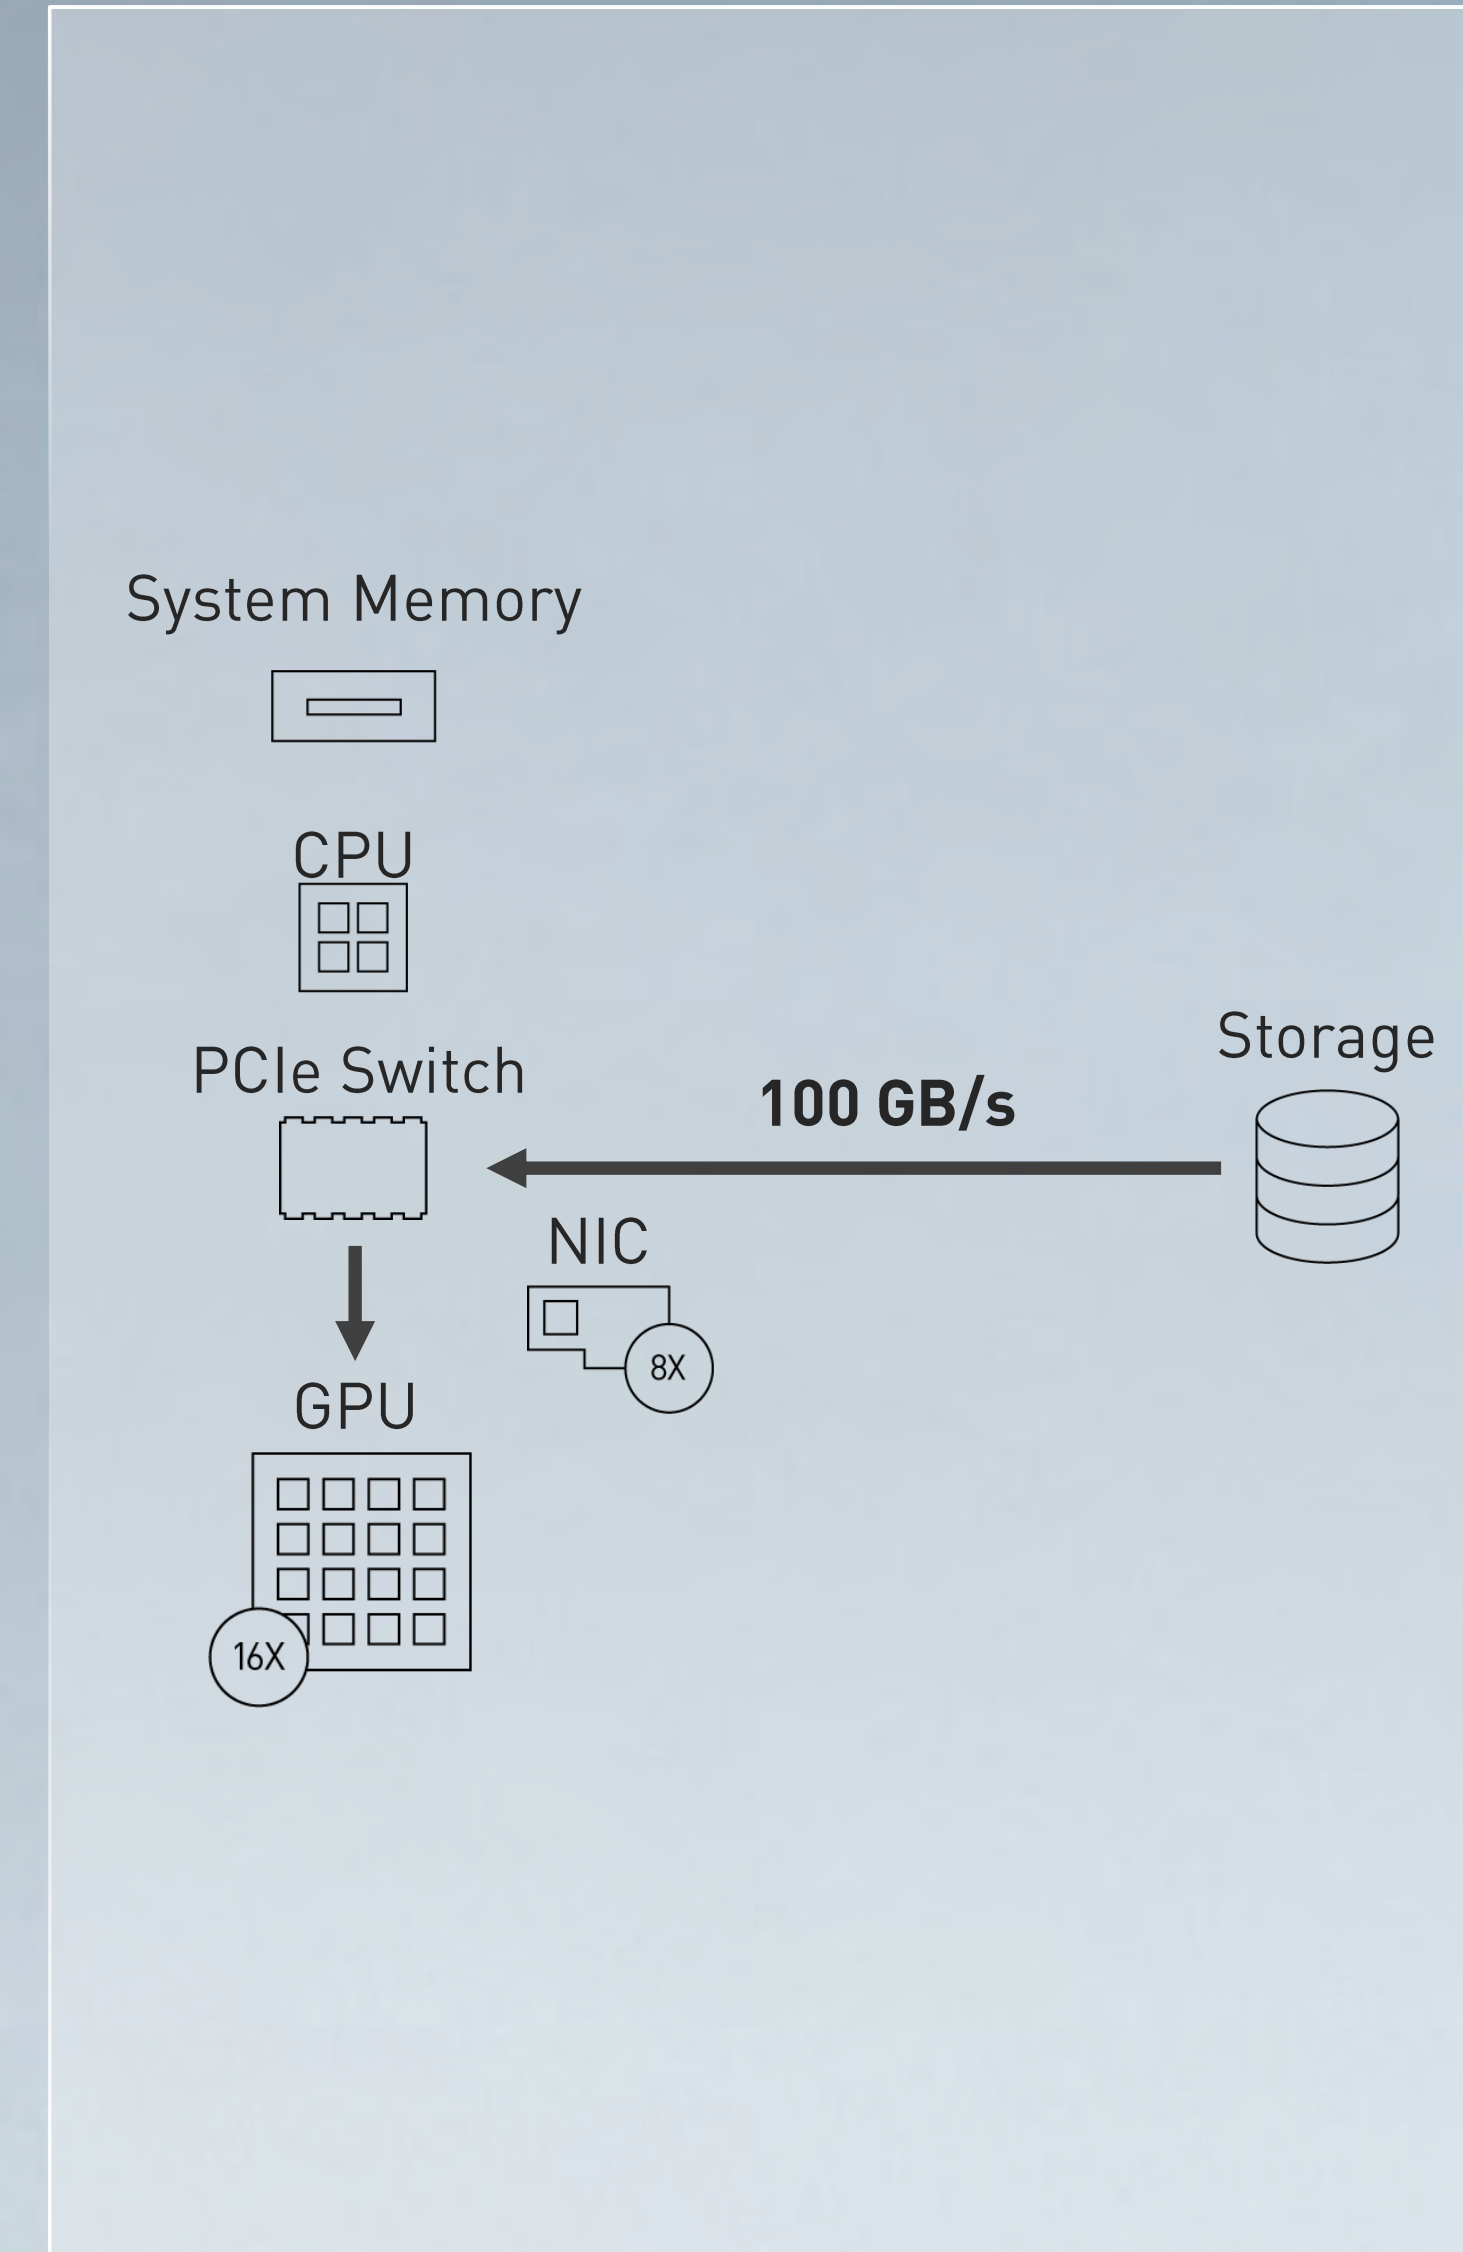 System Memory
CPU
PCIe Switch
Storage
100 GB/s
NIC
8X
GPU
16X